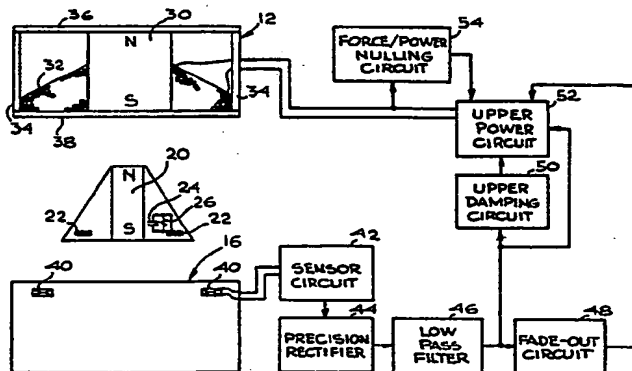 36
30
12
54
N
FORCE/POWER
NULLING CIRCUIT
32
52
34
S
34
UPPER
POWER
CIRCUIT
38
50
20
N
24
26
UPPER
DAMPING
CIRCUIT
22
S
22
42
16
40
40
SENSOR
CIRCUIT
44
46
48
PRECISION
RECTIFIER
LOW
PASS
FILTER
FADE-OUT
CIRCUIT